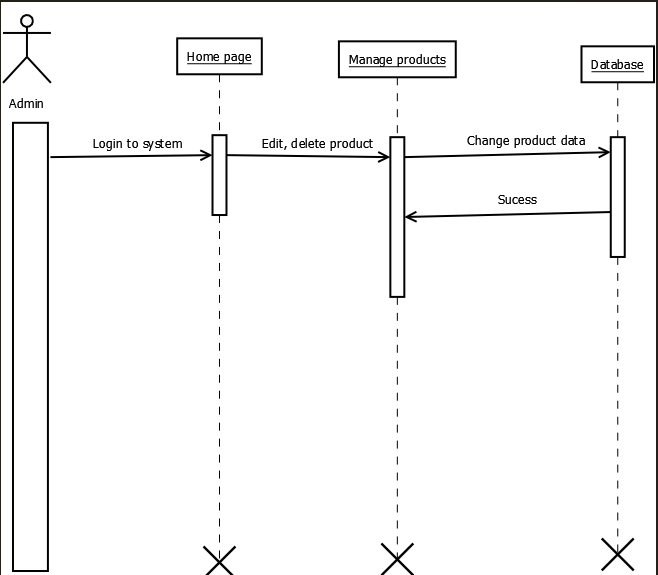 Admin
Home page
Manage products
Database
Login to system
Edit, delete product
Change product data
Sucess